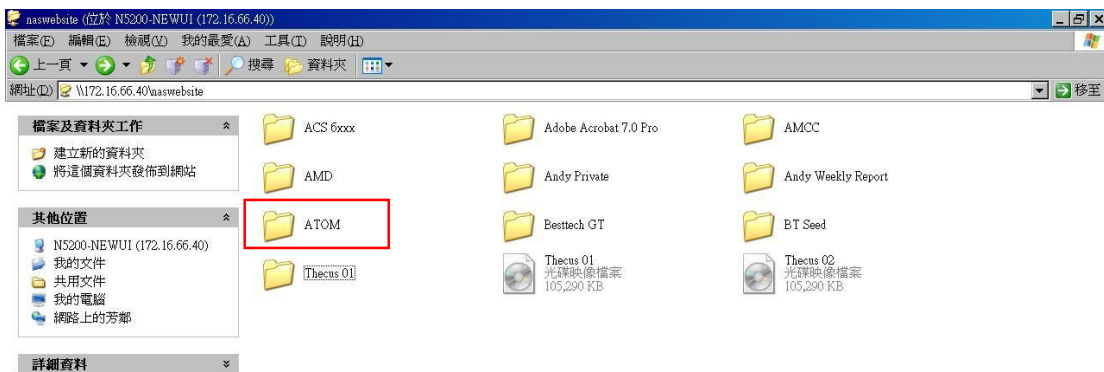 naswebsite (位於 N5200-NEWUI (172.16.66.40))
檔案(F) 編輯(E) 檢視(V) 我的最愛(A) 工具(T) 說明(H)
上一頁 搜尋 資料夾
網址(D) \\172.16.66.40\naswebsite 移至
檔案及資料夾工作
建立新的資料夾
將這個資料夾發佈到網站
其他位置
N5200-NEWUI (172.16.66.40)
我的文件
共用文件
我的電腦
網路上的芳鄰
詳細資料
ACS 6xxx Adobe Acrobat 7.0 Pro AMCC
AMD Andy Private Andy Weekly Report
ATOM Besttech GT BT Seed
Thecus 01 Thecus 01 Thecus 02
光碟映像檔案 光碟映像檔案
105,290 KB 105,290 KB